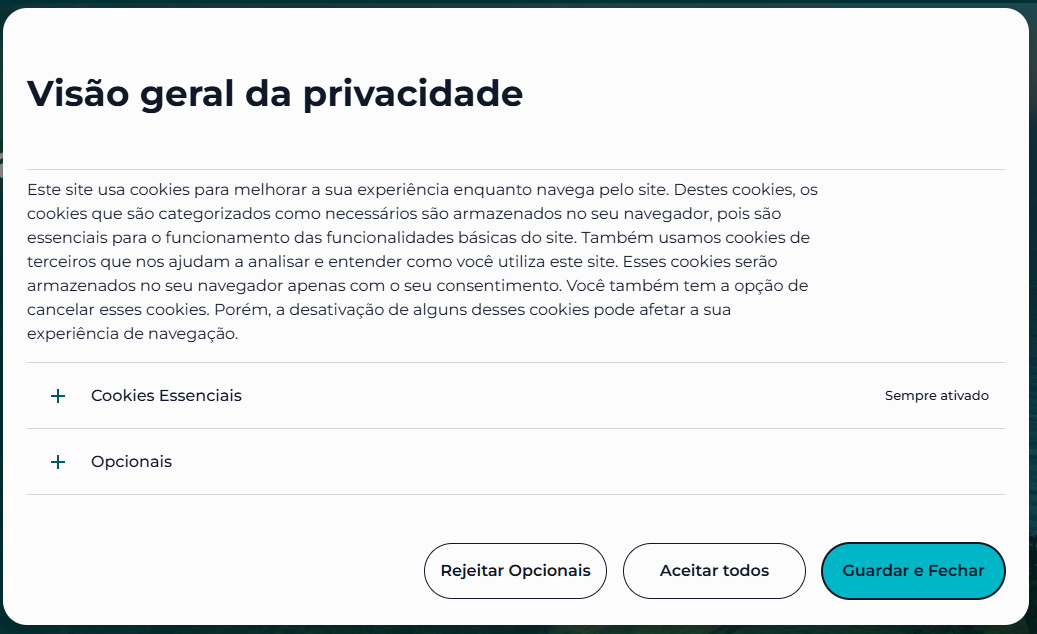 Visão geral da privacidade
Este site usa cookies para melhorar a sua experiência enquanto navega pelo site. Destes cookies, os
cookies que são categorizados como necessários são armazenados no seu navegador, pois são
essenciais para o funcionamento das funcionalidades básicas do site. Também usamos cookies de
terceiros que nos ajudam a analisar e entender como você utiliza este site. Esses cookies serão
armazenados no seu navegador apenas com o seu consentimento. Você também tem a opção de
cancelar esses cookies. Porém, a desativação de alguns desses cookies pode afetar a sua
experiência de navegação.
Cookies Essenciais Sempre ativado
Opcionais
Rejeitar Opcionais Aceitar todos Guardar e Fechar